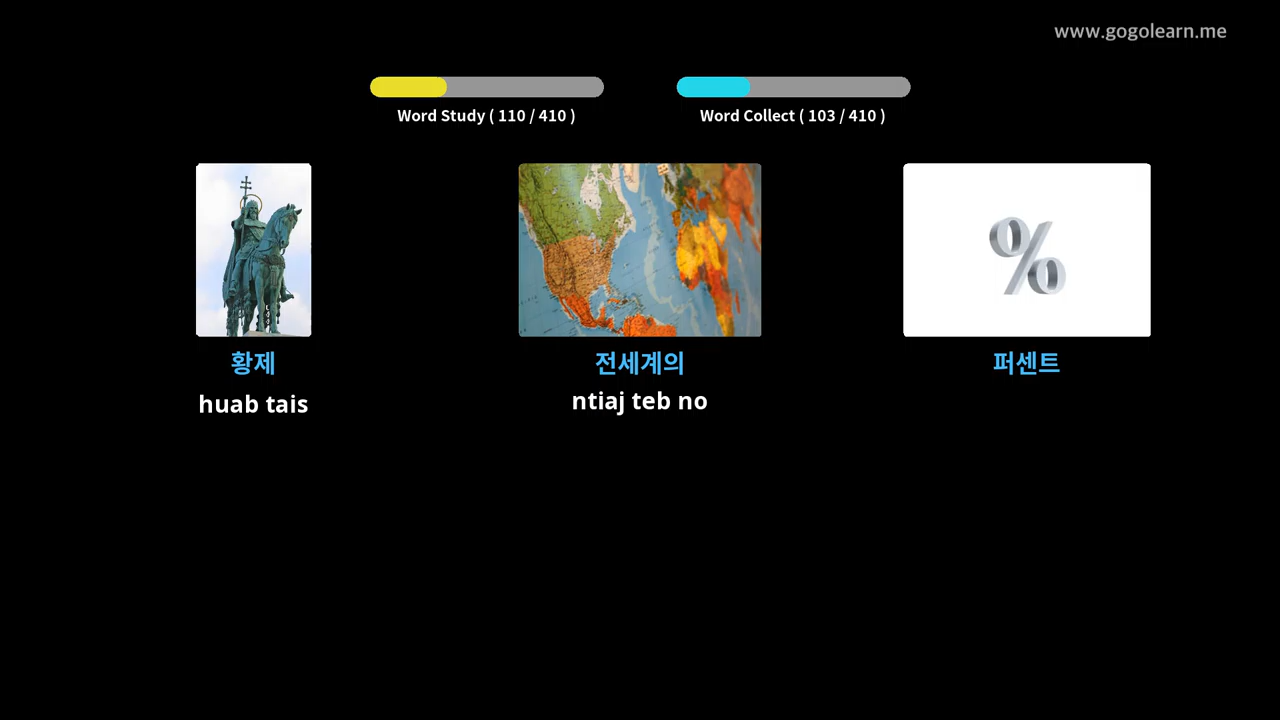 www.gogolearn.me
Word Study ( 110 / 410 )
Word Collect ( 103 / 410 )
%
황제
전세계의
퍼센트
huab tais
ntiaj teb no